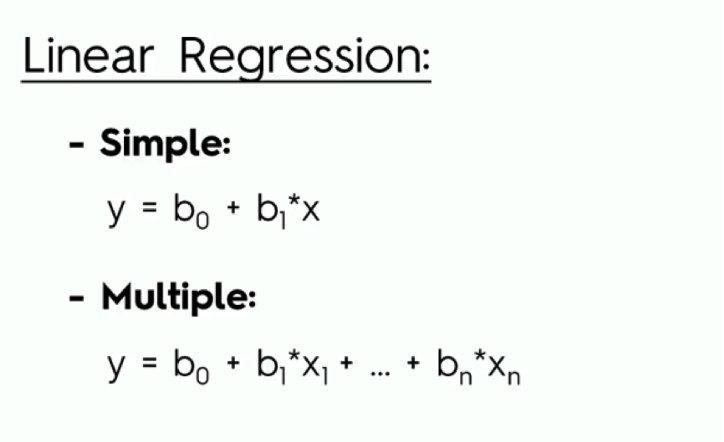 Linear Regression:
- Simple:
y = b₀ + b₁*x
- Multiple:
y = b₀ + b₁*x₁ + ... + bₙ*xₙ